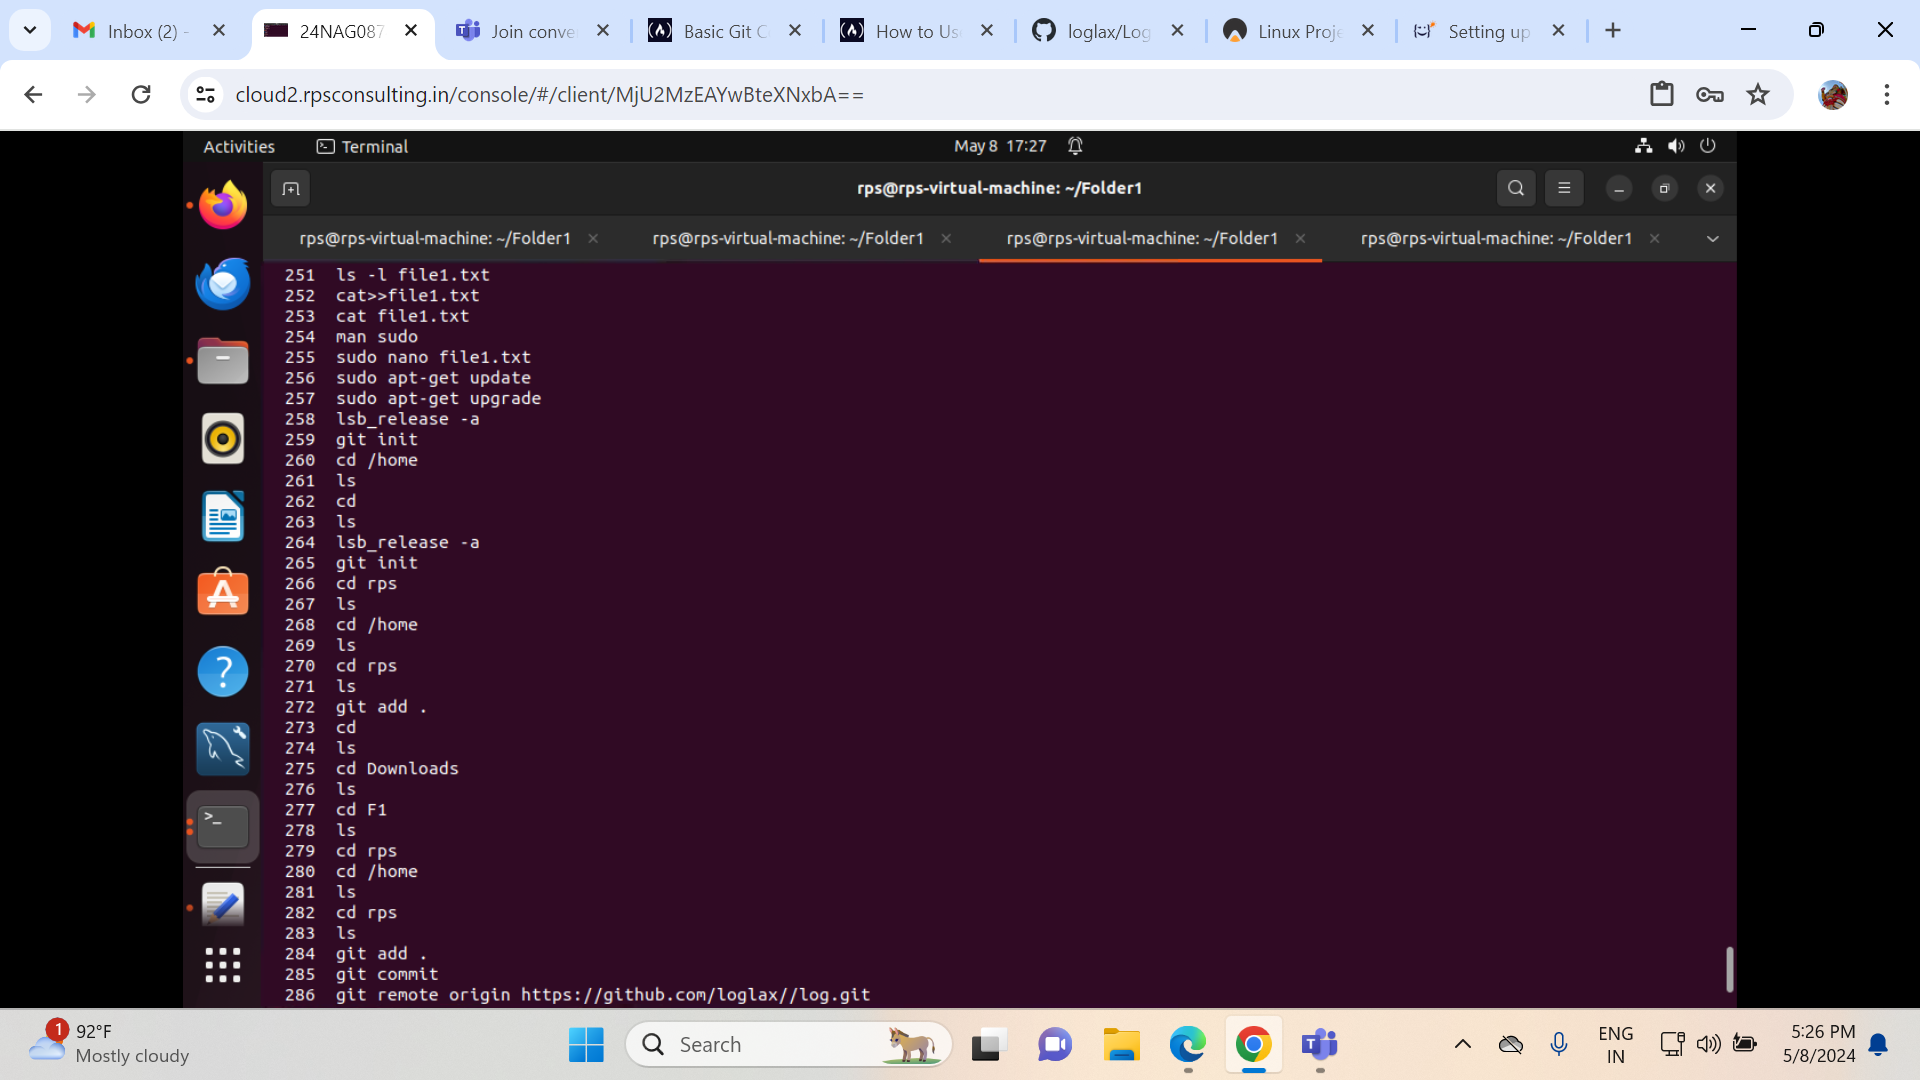 Inbox (2) -
24NAG087
Join conve
Basic Git C
How to Us
loglax/Log
Linux Proje
Setting up
cloud2.rpsconsulting.in/console/#/client/MjU2MzEAYwBteXNxbA==
Activities
Terminal
May 8 17:27
rps@rps-virtual-machine: ~/Folder1
rps@rps-virtual-machine: ~/Folder1
rps@rps-virtual-machine: ~/Folder1
rps@rps-virtual-machine: ~/Folder1
rps@rps-virtual-machine: ~/Folder1
251 ls -l file1.txt
252 cat>>file1.txt
253 cat file1.txt
254 man sudo
255 sudo nano file1.txt
256 sudo apt-get update
257 sudo apt-get upgrade
258 lsb_release -a
259 git init
260 cd /home
261 ls
262 cd
263 ls
264 lsb_release -a
265 git init
266 cd rps
267 ls
268 cd /home
269 ls
270 cd rps
271 ls
272 git add .
273 cd
274 ls
275 cd Downloads
276 ls
277 cd F1
278 ls
279 cd rps
280 cd /home
281 ls
282 cd rps
283 ls
284 git add .
285 git commit
286 git remote origin https://github.com/loglax//log.git
1
92°F
Mostly cloudy
Search
ENG
IN
5:26 PM
5/8/2024